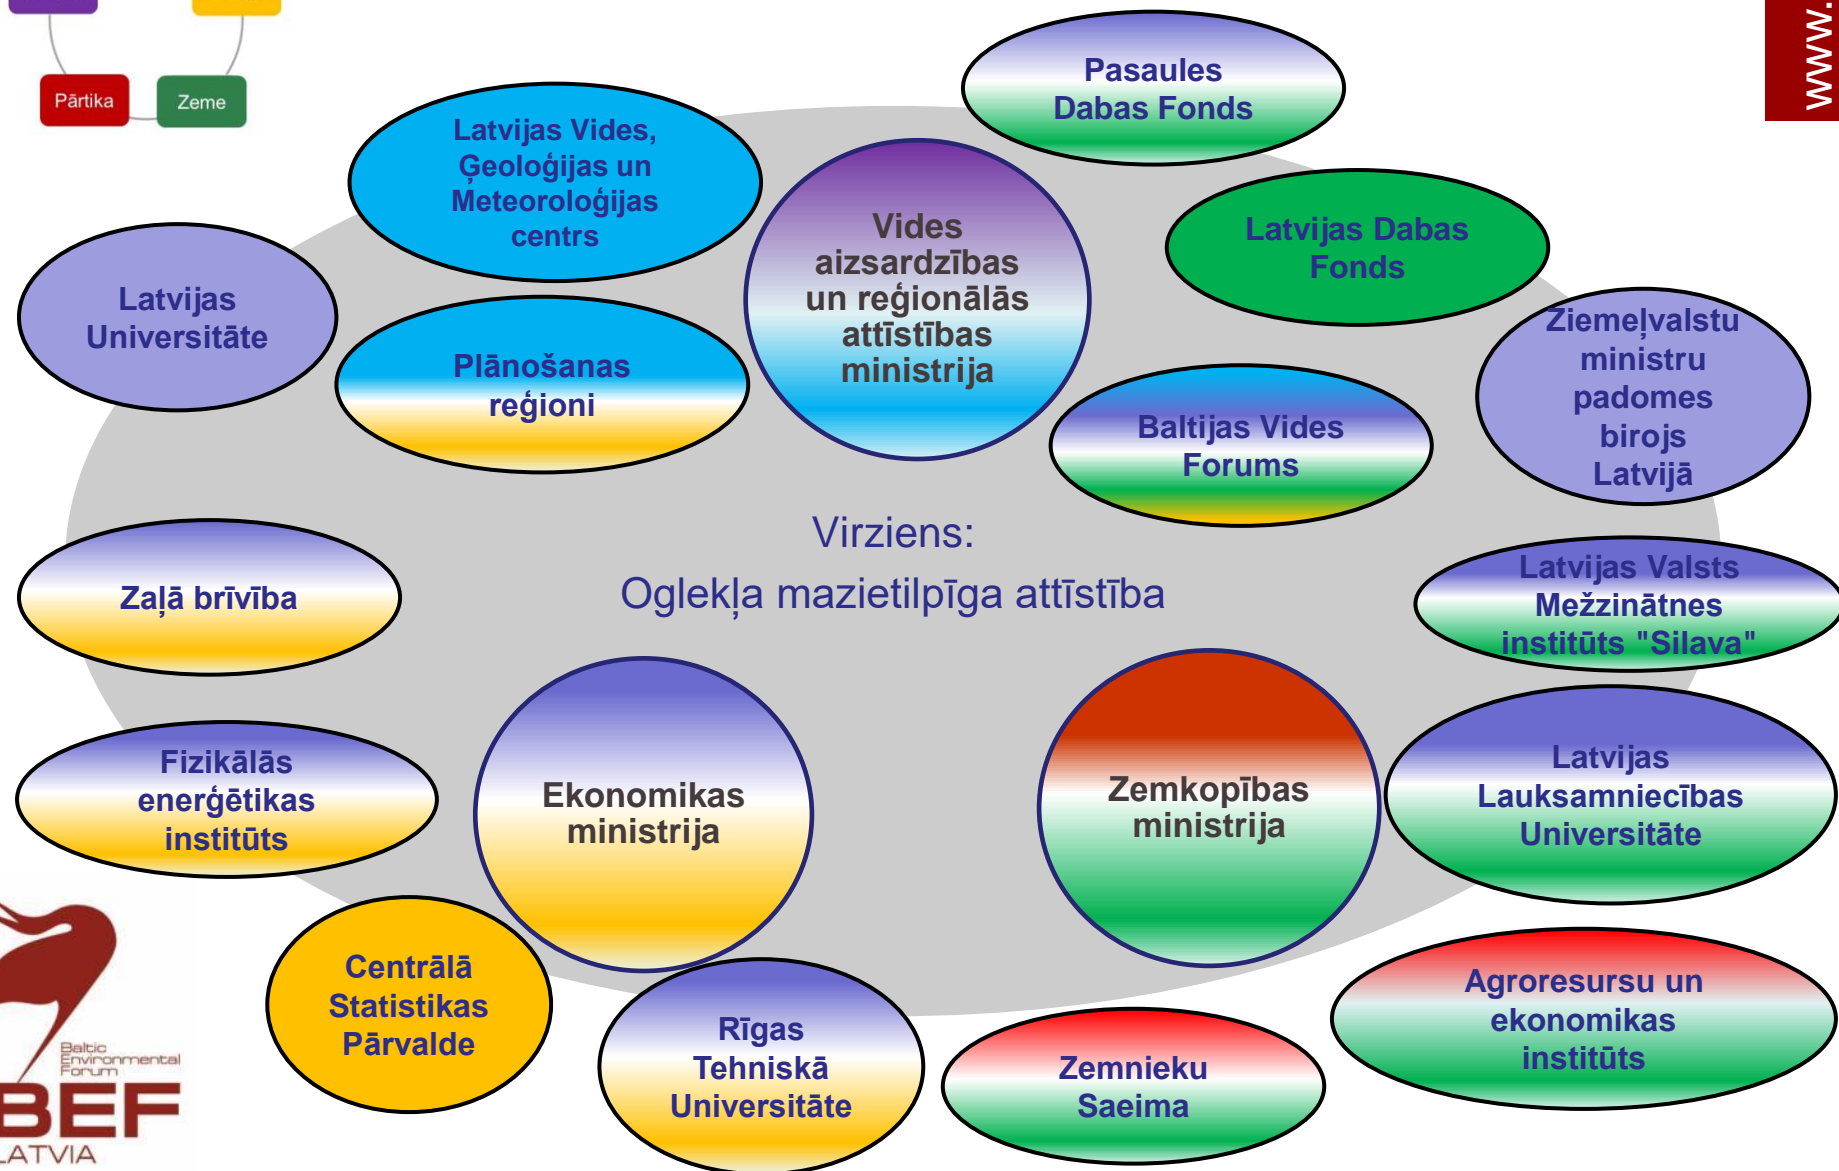 www.
Pārtika
Zeme
Pasaules
Dabas Fonds
Latvijas Vides,
Ģeoloģijas un
Meteoroloģijas
centrs
Vides
aizsardzības
un reģionālās
attīstības
ministrija
Latvijas Dabas
Fonds
Latvijas
Universitāte
Plānošanas
reģioni
Ziemeļvalstu
ministru
padomes
birojs
Latvijā
Baltijas Vides
Forums
Virziens:
Oglekļa mazietilpīga attīstība
Zaļā brīvība
Latvijas Valsts
Mežzinātnes
institūts "Silava"
Fizikālās
enerģētikas
institūts
Ekonomikas
ministrija
Zemkopības
ministrija
Latvijas
Lauksamniecības
Universitāte
Centrālā
Statistikas
Pārvalde
Rīgas
Tehniskā
Universitāte
Zemnieku
Saeima
Agroresursu un
ekonomikas
institūts
Baltic
Environmental
Forum
BEF
LATVIA